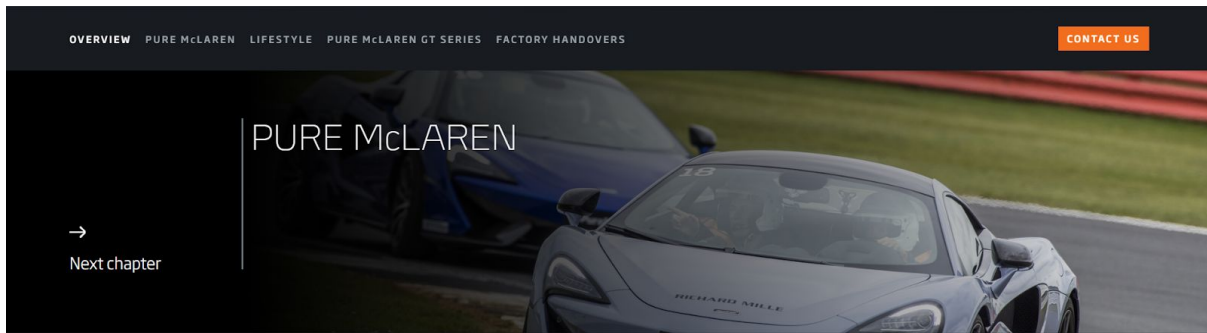 OVERVIEW PURE McLAREN LIFESTYLE PURE McLAREN GT SERIES FACTORY HANDOVERS CONTACT US
PURE McLAREN
Next chapter
18
RICHARD MILLE